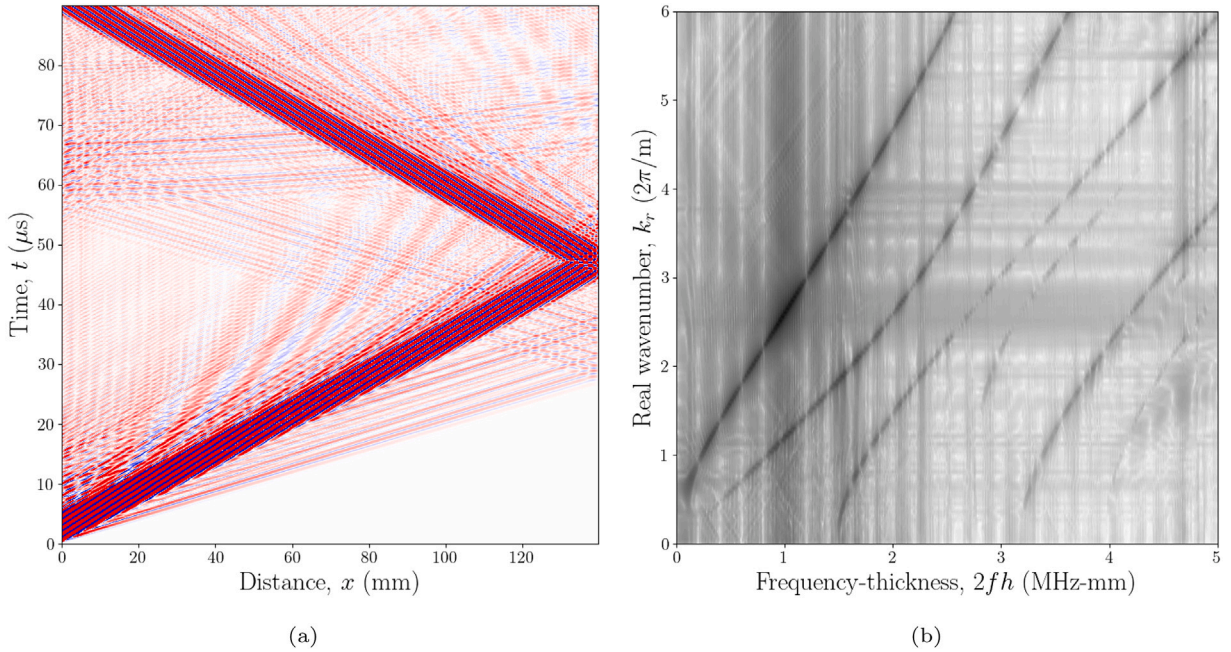 80
70
60
50
40
30
20
10
0
Time, t (μs)
0 20 40 60 80 100 120
Distance, x (mm)
(a)
6
5
4
3
2
1
0
Real wavenumber, k_r (2π/m)
0 1 2 3 4 5
Frequency-thickness, 2fh (MHz-mm)
(b)